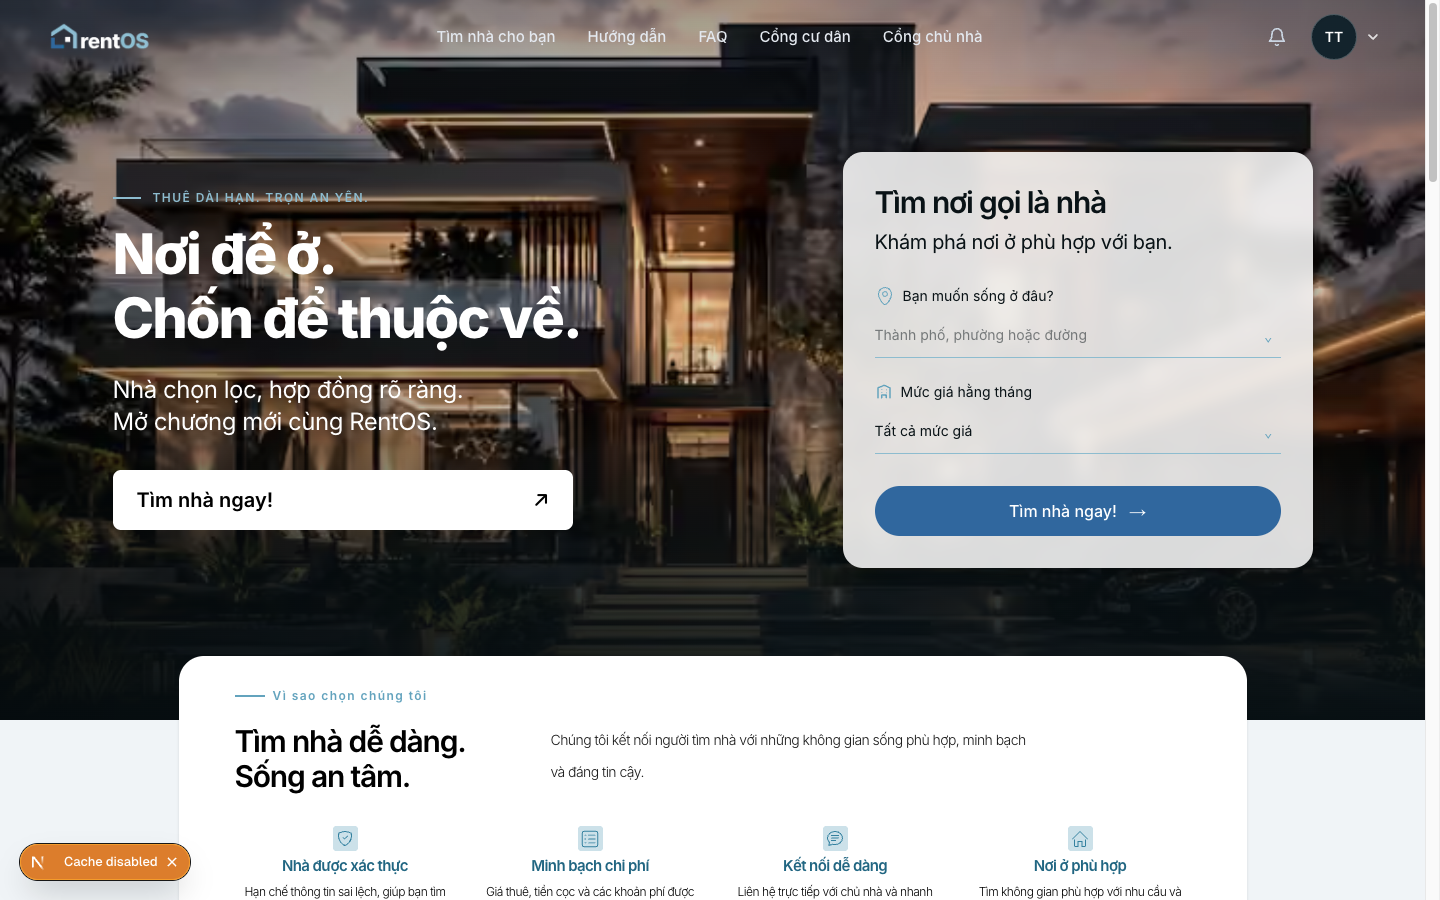 rentOS
Tìm nhà cho bạn
Hướng dẫn
FAQ
Cổng cư dân
Cổng chủ nhà
TT
THUÊ DÀI HẠN. TRỌN AN YÊN.
Nơi để ở.
Chốn để thuộc về.
Nhà chọn lọc, hợp đồng rõ ràng.
Mở chương mới cùng RentOS.
Tìm nhà ngay!
Tìm nơi gọi là nhà
Khám phá nơi ở phù hợp với bạn.
Bạn muốn sống ở đâu?
Thành phố, phường hoặc đường
Mức giá hằng tháng
Tất cả mức giá
Tìm nhà ngay! →
Vì sao chọn chúng tôi
Tìm nhà dễ dàng.
Sống an tâm.
Chúng tôi kết nối người tìm nhà với những không gian sống phù hợp, minh bạch
và đáng tin cậy.
Nhà được xác thực
Hạn chế thông tin sai lệch, giúp bạn tìm
Minh bạch chi phí
Giá thuê, tiền cọc và các khoản phí được
Kết nối dễ dàng
Liên hệ trực tiếp với chủ nhà và nhanh
Nơi ở phù hợp
Tìm không gian phù hợp với nhu cầu và
N Cache disabled